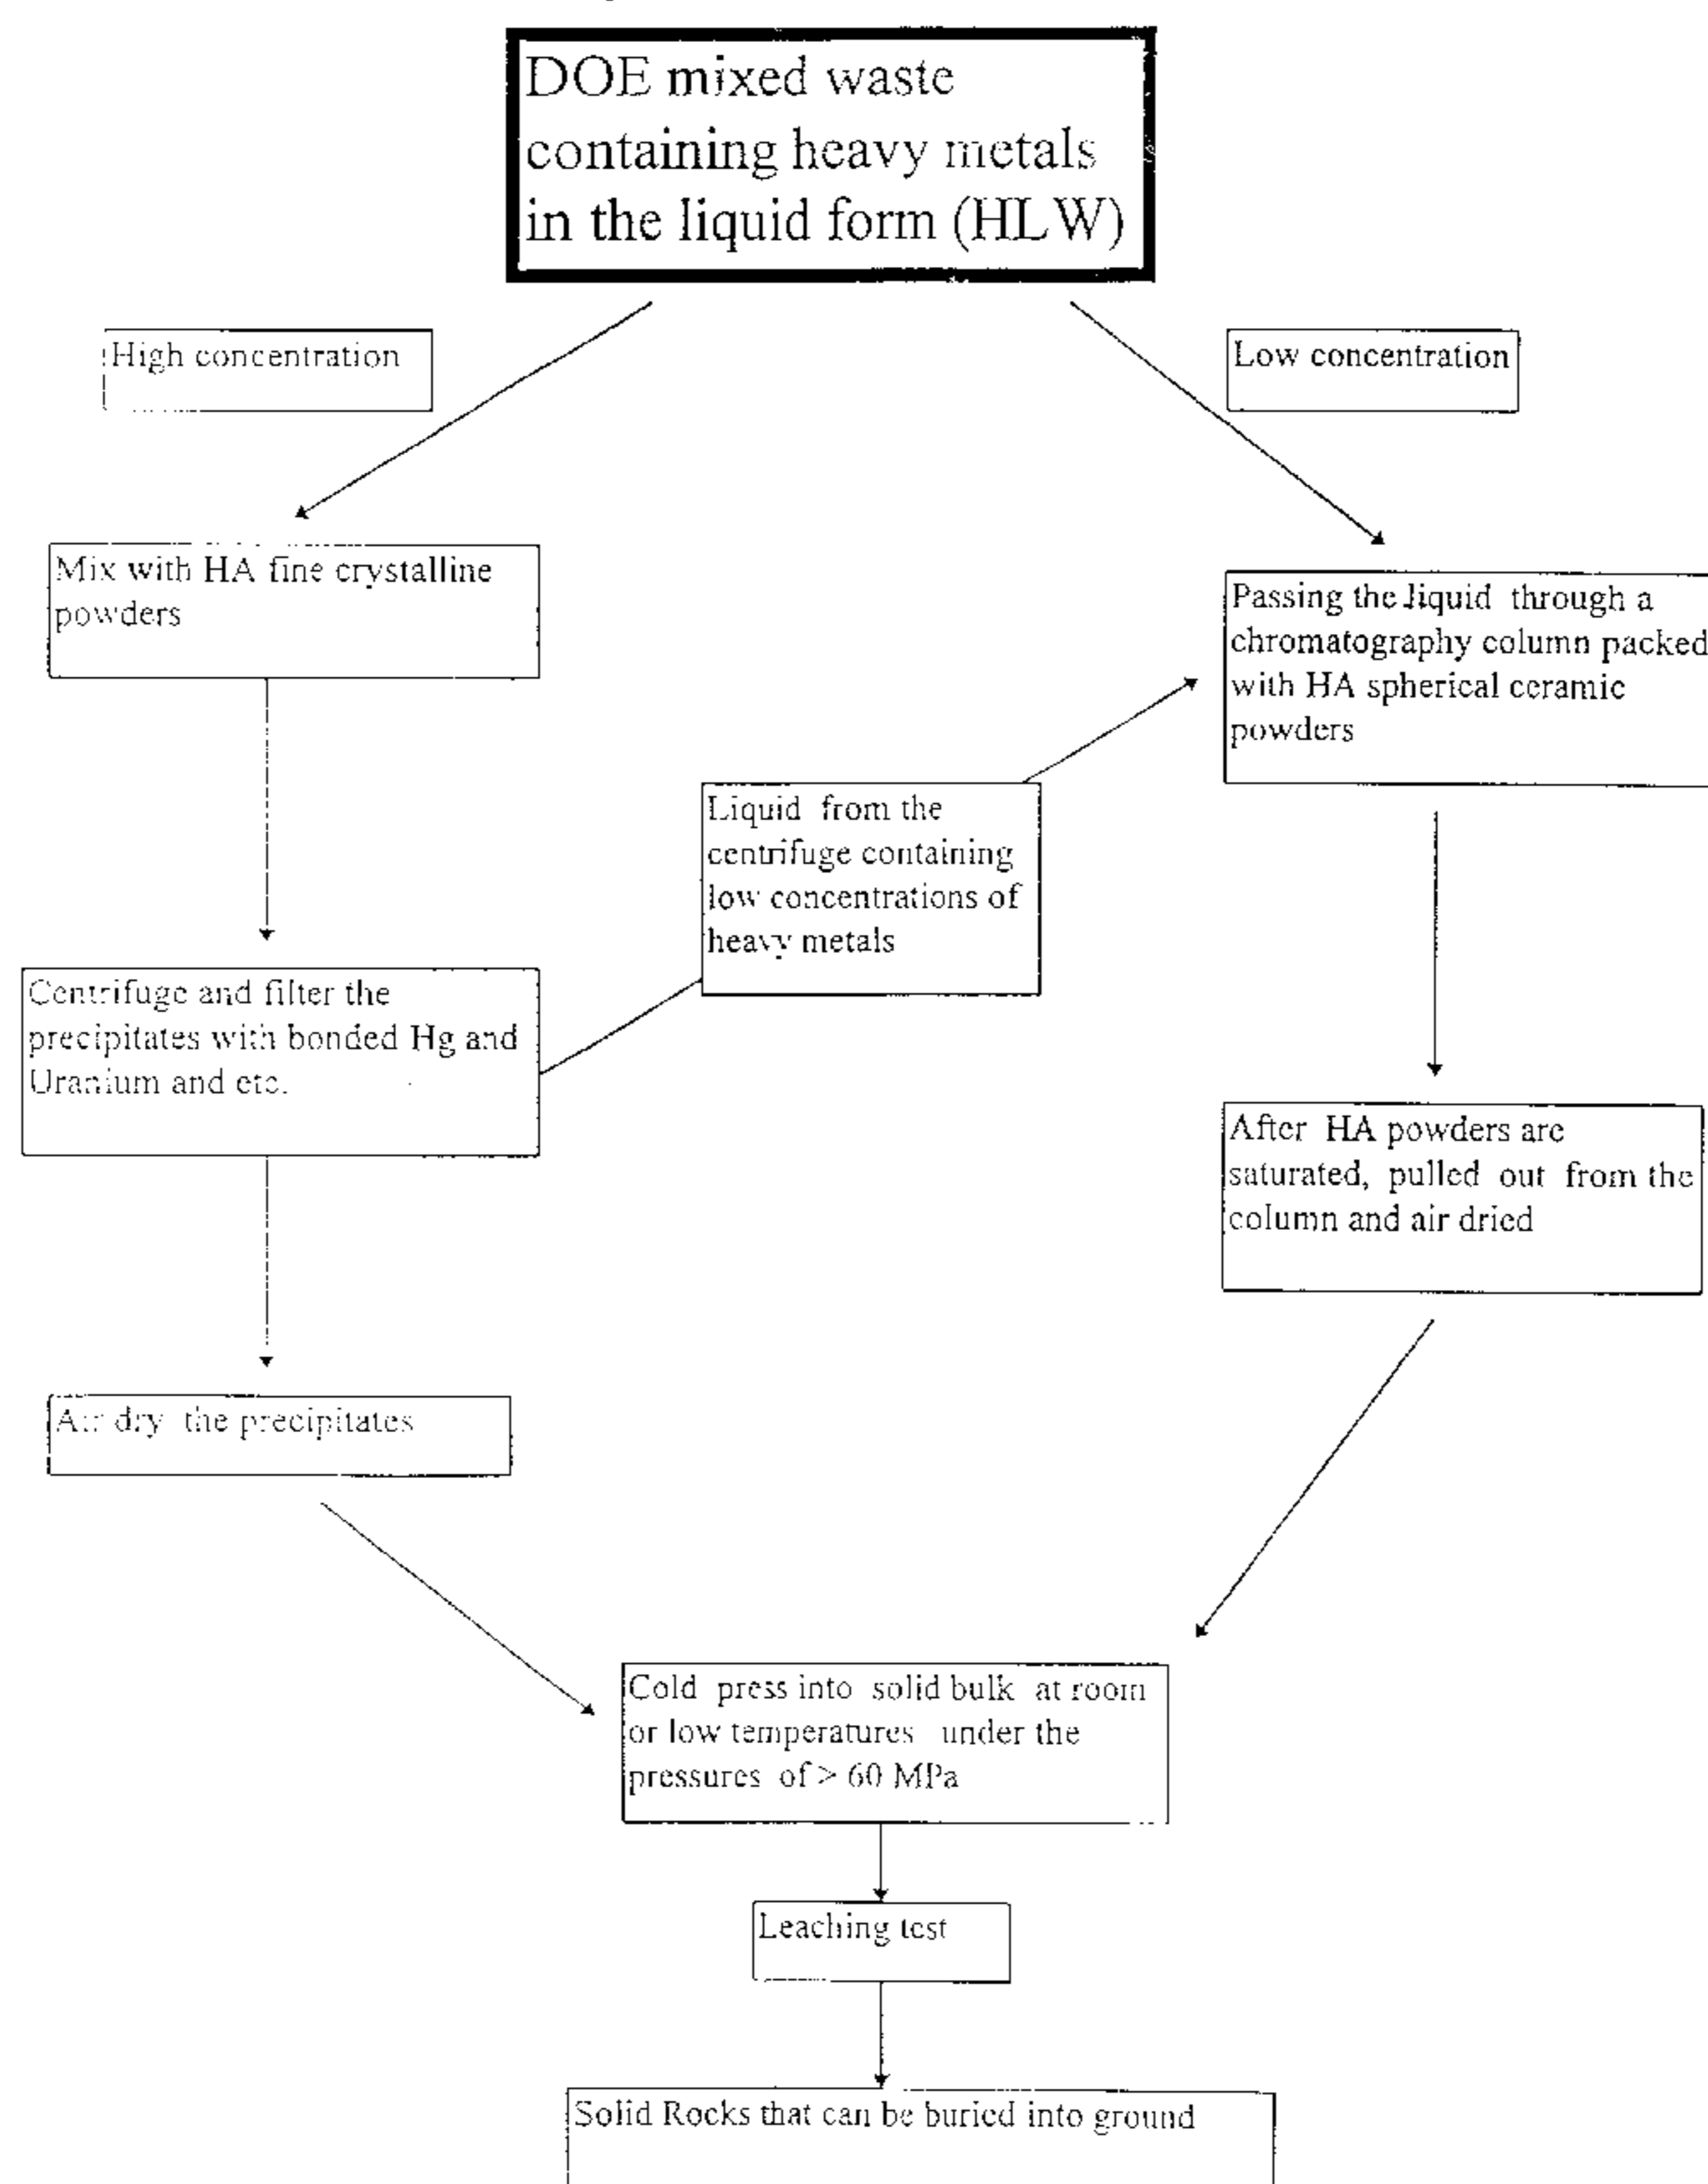 DOE mixed waste
containing heavy metals
in the liquid form (HLW)
High concentration
Low concentration
Mix with HA fine crystalline
powders
Passing the liquid through a
chromatography column packed
with HA spherical ceramic
powders
Liquid from the
centrifuge containing
low concentrations of
heavy metals
Centrifuge and filter the
precipitates with bonded Hg and
Uranium and etc.
After HA powders are
saturated, pulled out from the
column and air dried
Air dry the precipitates
Cold press into solid bulk at room
or low temperatures under the
pressures of > 60 MPa
Leaching test
Solid Rocks that can be buried into ground